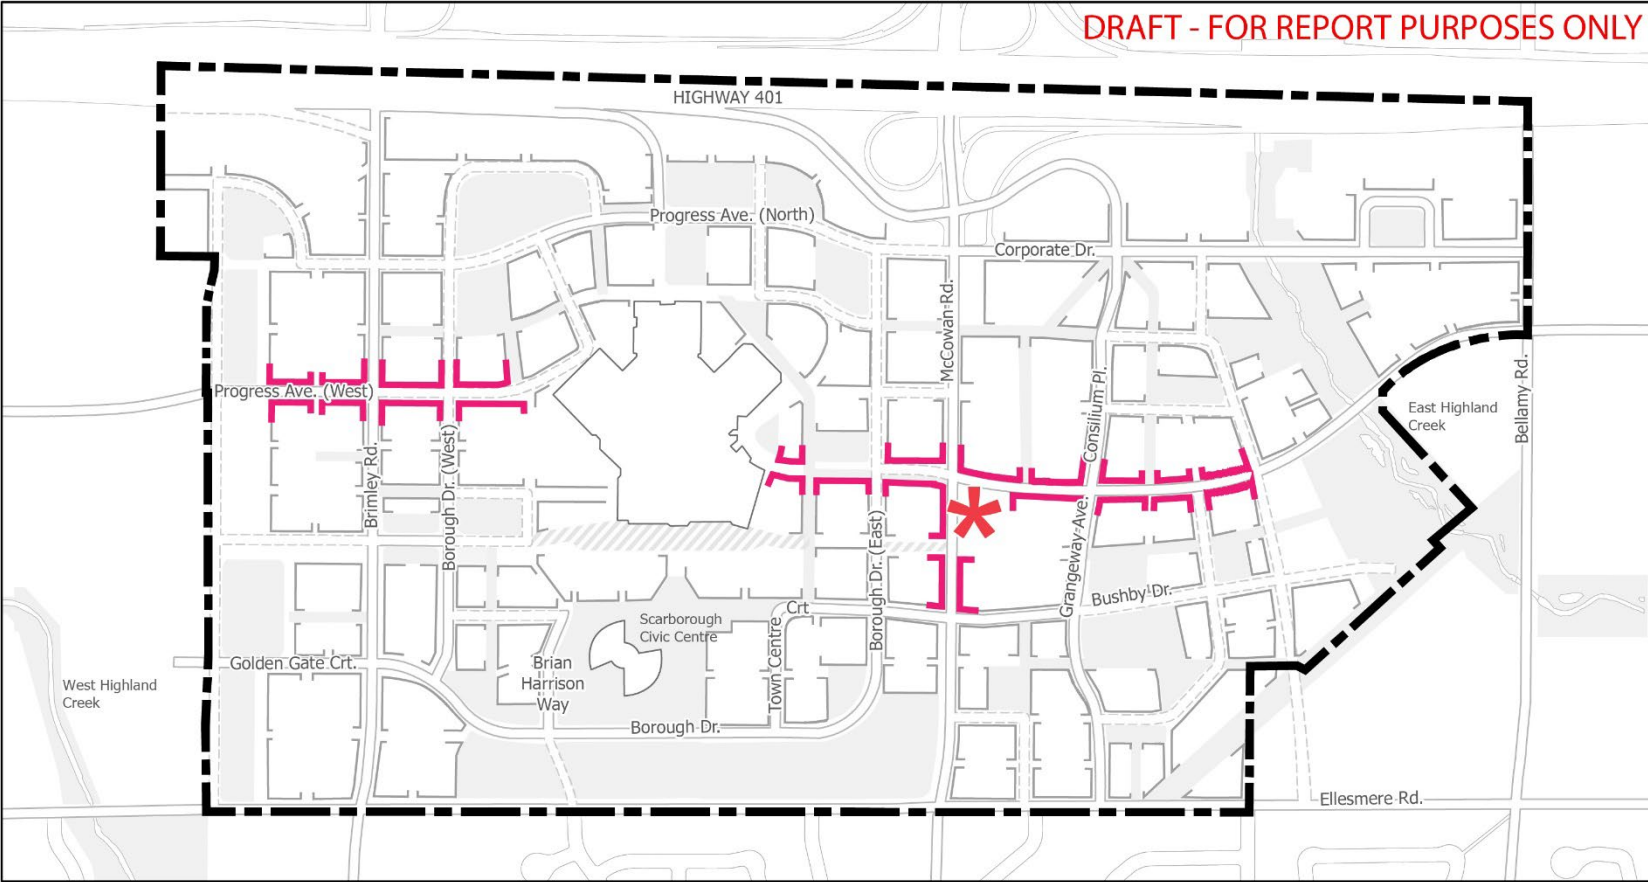 DRAFT - FOR REPORT PURPOSES ONLY
HIGHWAY 401
Progress Ave. (North)
Corporate Dr.
McCowan Rd.
Progress Ave. (West)
Consilium Pl.
Bellamy Rd.
East Highland
Creek
Brimley Rd.
Borough Dr. (West)
Borough Dr. (East)
Grangeway Ave.
Bushby Dr.
Town Centre
Crt
Scarborough
Civic Centre
Golden Gate Crt.
Brian
Harrison
Way
West Highland
Creek
Borough Dr.
Ellesmere Rd.